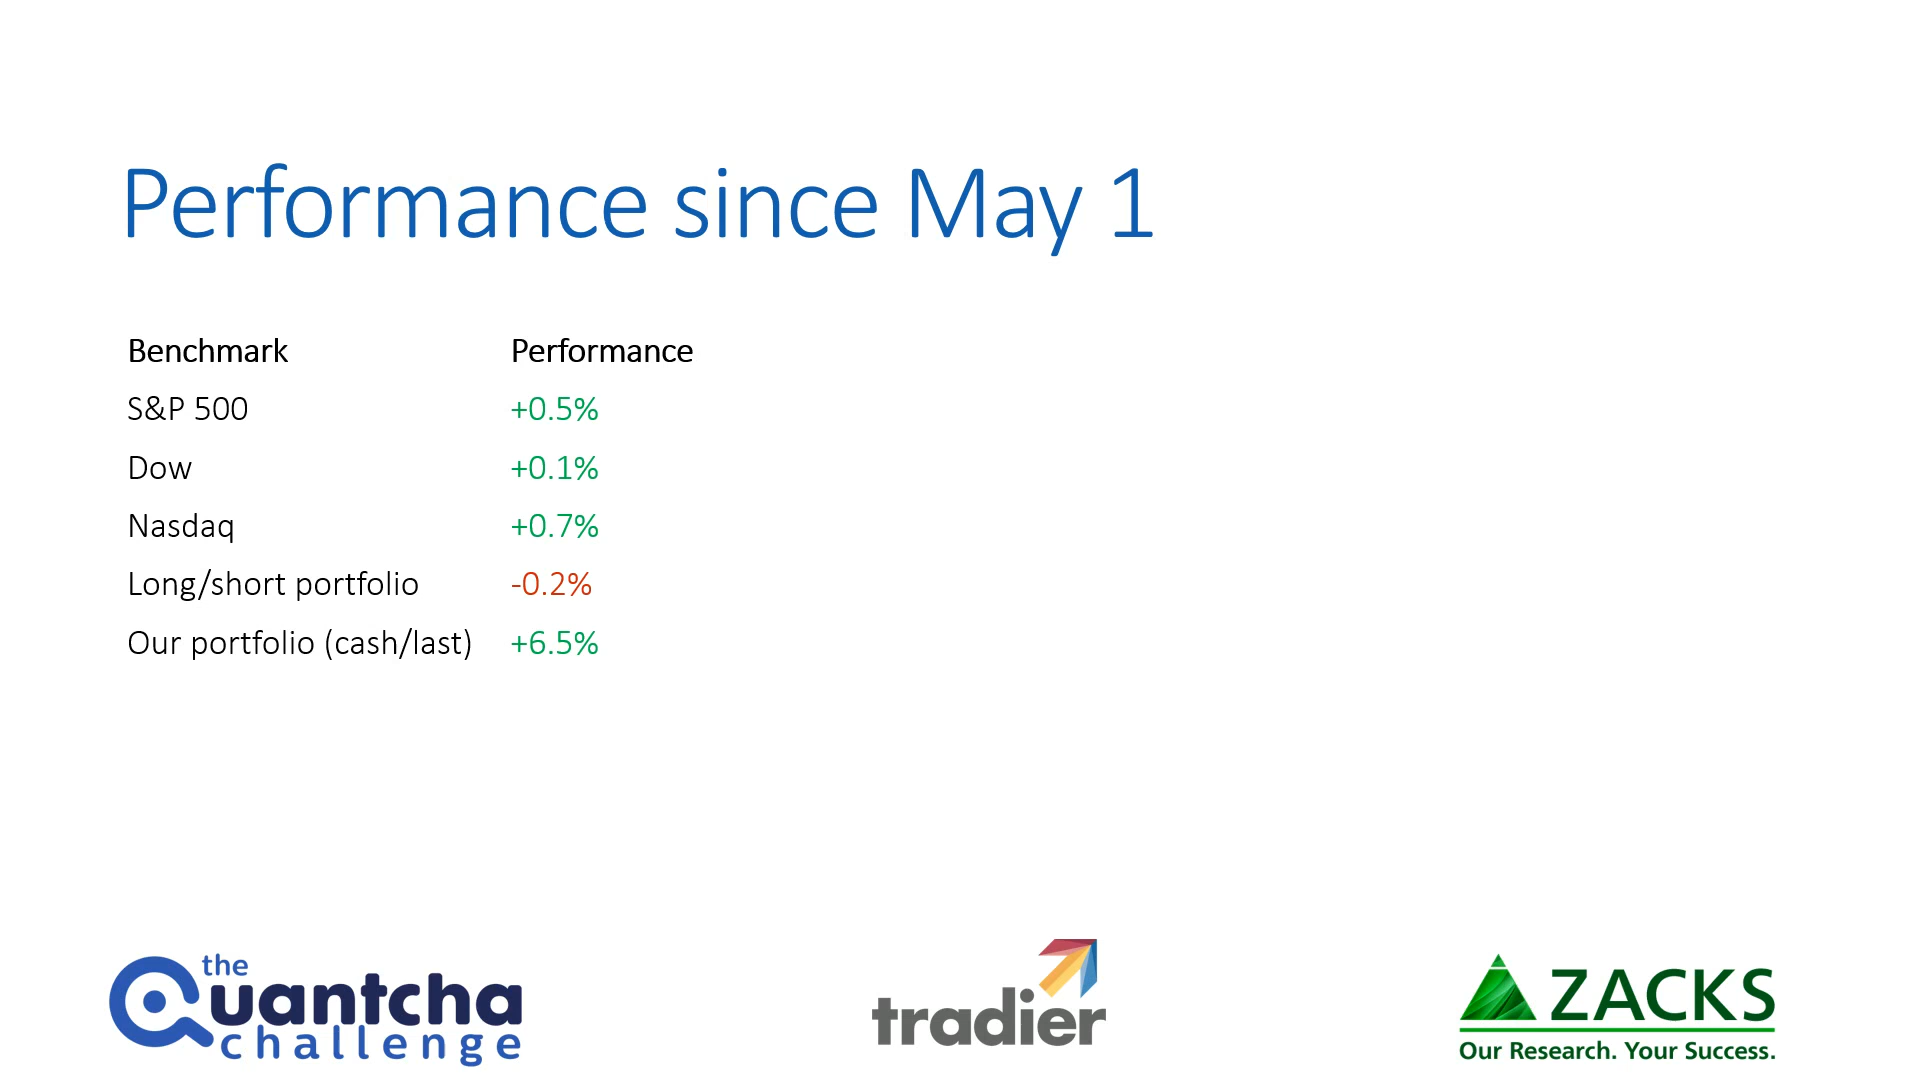 Performance since May 1
Benchmark Performance
S&P 500 +0.5%
Dow +0.1%
Nasdaq +0.7%
Long/short portfolio -0.2%
Our portfolio (cash/last) +6.5%
the
Quantcha
challenge
tradier
ZACKS
Our Research. Your Success.